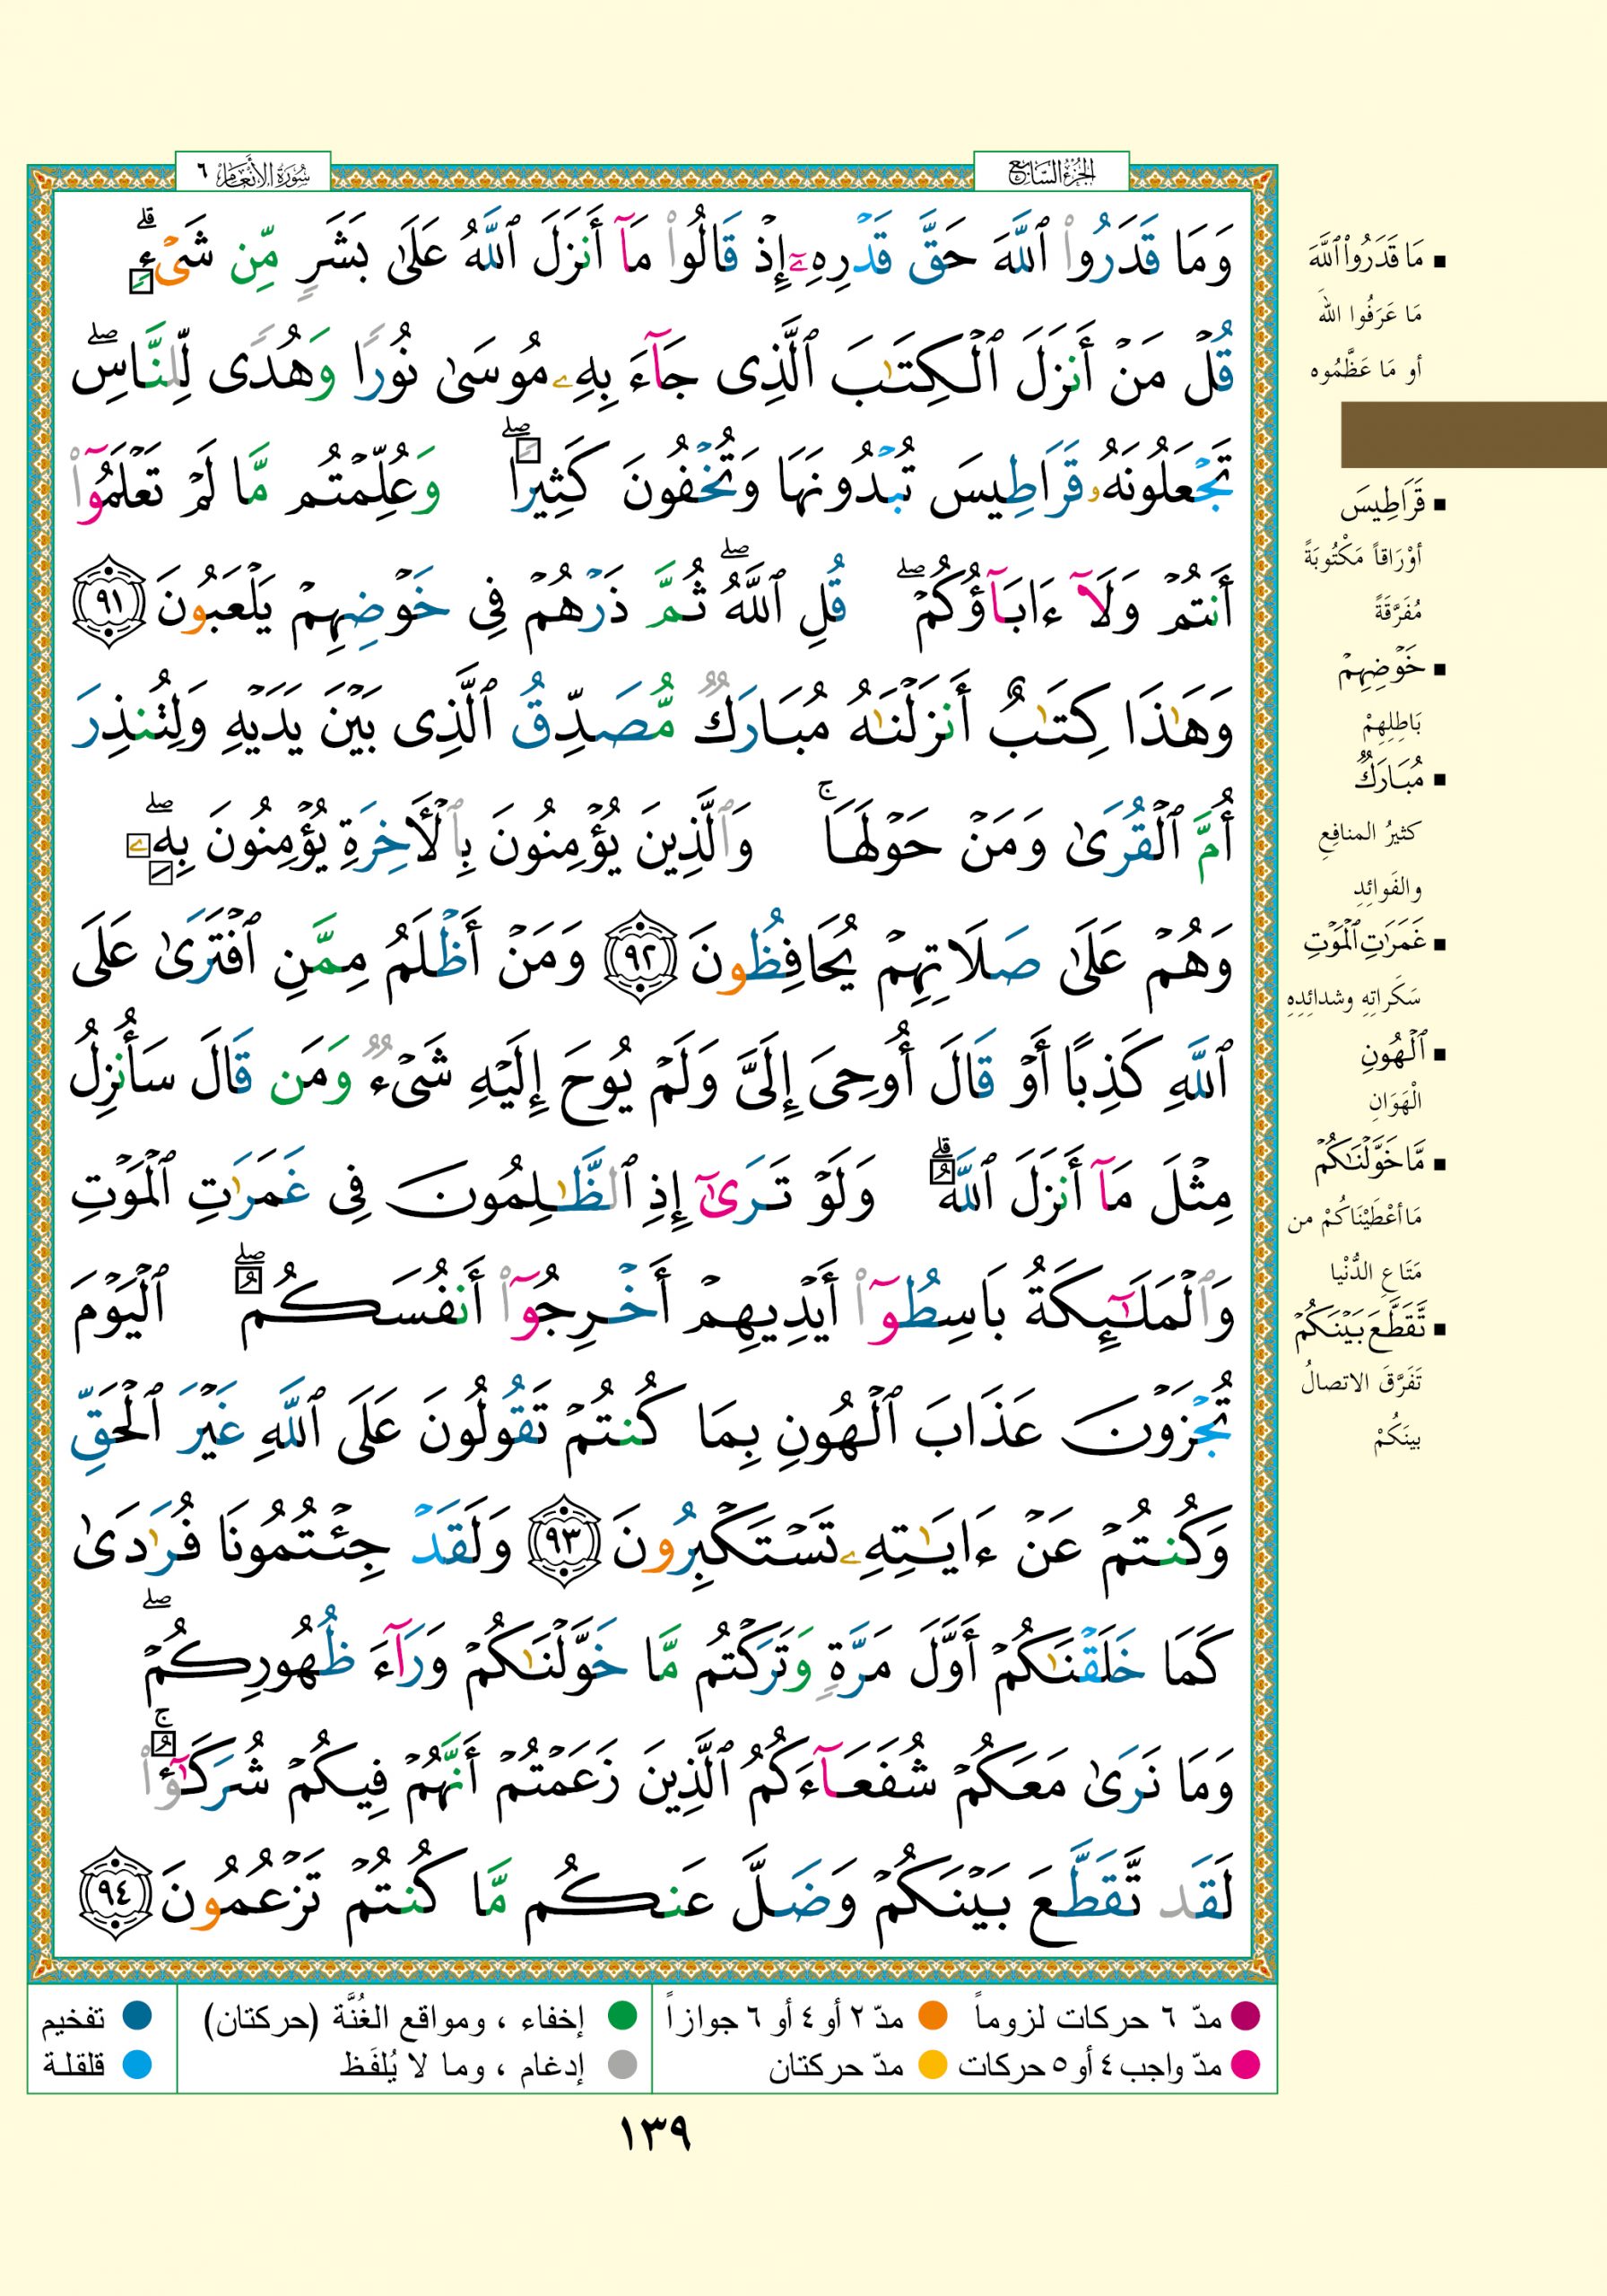 الجزء السابع
سورة الأنعام ٦
وَمَا قَدَرُوا۟ ٱللَّهَ حَقَّ قَدْرِهِۦٓ إِذْ قَالُوا۟ مَآ أَنزَلَ ٱللَّهُ عَلَىٰ بَشَرٍ مِّن شَىْءٍ ۗ
قُلْ مَنْ أَنزَلَ ٱلْكِتَـٰبَ ٱلَّذِى جَآءَ بِهِۦ مُوسَىٰ نُورًا وَهُدًى لِّلنَّاسِ ۖ
تَجْعَلُونَهُۥ قَرَاطِيسَ تُبْدُونَهَا وَتُخْفُونَ كَثِيرًا ۖ وَعُلِّمْتُم مَّا لَمْ تَعْلَمُوٓا۟
أَنتُمْ وَلَآ ءَابَآؤُكُمْ ۖ قُلِ ٱللَّهُ ۖ ثُمَّ ذَرْهُمْ فِى خَوْضِهِمْ يَلْعَبُونَ ٩١
وَهَـٰذَا كِتَـٰبٌ أَنزَلْنَـٰهُ مُبَارَكٌ مُّصَدِّقُ ٱلَّذِى بَيْنَ يَدَيْهِ وَلِتُنذِرَ
أُمَّ ٱلْقُرَىٰ وَمَنْ حَوْلَهَا ۚ وَٱلَّذِينَ يُؤْمِنُونَ بِٱلْـَٔاخِرَةِ يُؤْمِنُونَ بِهِۦ ۖ
وَهُمْ عَلَىٰ صَلَاتِهِمْ يُحَافِظُونَ ٩٢ وَمَنْ أَظْلَمُ مِمَّنِ ٱفْتَرَىٰ عَلَى
ٱللَّهِ كَذِبًا أَوْ قَالَ أُوحِىَ إِلَىَّ وَلَمْ يُوحَ إِلَيْهِ شَىْءٌ وَمَن قَالَ سَأُنزِلُ
مِثْلَ مَآ أَنزَلَ ٱللَّهُ ۗ وَلَوْ تَرَىٰٓ إِذِ ٱلظَّـٰلِمُونَ فِى غَمَرَٰتِ ٱلْمَوْتِ
وَٱلْمَلَـٰٓئِكَةُ بَاسِطُوٓا۟ أَيْدِيهِمْ أَخْرِجُوٓا۟ أَنفُسَكُمُ ۖ ٱلْيَوْمَ
تُجْزَوْنَ عَذَابَ ٱلْهُونِ بِمَا كُنتُمْ تَقُولُونَ عَلَى ٱللَّهِ غَيْرَ ٱلْحَقِّ
وَكُنتُمْ عَنْ ءَايَـٰتِهِۦ تَسْتَكْبِرُونَ ٩٣ وَلَقَدْ جِئْتُمُونَا فُرَٰدَىٰ
كَمَا خَلَقْنَـٰكُمْ أَوَّلَ مَرَّةٍ وَتَرَكْتُم مَّا خَوَّلْنَـٰكُمْ وَرَآءَ ظُهُورِكُمْ ۖ
وَمَا نَرَىٰ مَعَكُمْ شُفَعَآءَكُمُ ٱلَّذِينَ زَعَمْتُمْ أَنَّهُمْ فِيكُمْ شُرَكَـٰٓؤُا۟ ۚ
لَقَد تَّقَطَّعَ بَيْنَكُمْ وَضَلَّ عَنكُم مَّا كُنتُمْ تَزْعُمُونَ ٩٤
▪ مَا قَدَرُوا۟ ٱللَّهَ
مَا عَرَفُوا اللهَ
أو مَا عَظَّمُوه
▪ قَرَاطِيسَ
أوْرَاقاً مَكْتُوبَةً
مُفَرَّقَةً
▪ خَوْضِهِمْ
بَاطِلِهِمْ
▪ مُبَارَكٌ
كثيرُ المنافِعِ
والفَوائِدِ
▪ غَمَرَٰتِ ٱلْمَوْتِ
سَكَراتِهِ وشدائِدِهِ
▪ ٱلْهُونِ
الْهَوَانِ
▪ مَّا خَوَّلْنَـٰكُمْ
مَا أعْطَيْنَاكُمْ من
مَتَاعِ الدُّنْيا
▪ تَّقَطَّعَ بَيْنَكُمْ
تَفَرَّقَ الاتصالُ
بينَكُمْ
مدّ ٦ حركات لزوماً مدّ ٢ أو ٤ أو ٦ جوازاً إخفاء ، ومواقع الغُنَّة (حركتان) تفخيم
مدّ واجب ٤ أو ٥ حركات مدّ حركتان إدغام ، وما لا يُلفَظ قلقلة
١٣٩